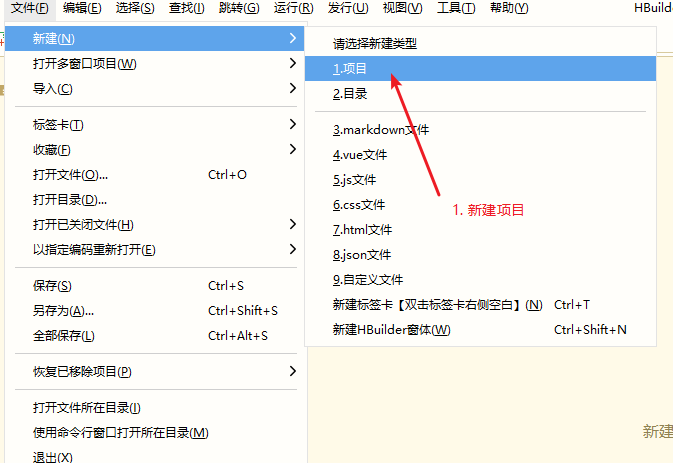 文件(F) 编辑(E) 选择(S) 查找(I) 跳转(G) 运行(R) 发行(U) 视图(V) 工具(T) 帮助(Y) HBuilde
新建(N)
打开多窗口项目(W)
导入(C)
标签卡(T)
收藏(F)
打开文件(O)... Ctrl+O
打开目录(D)...
打开已关闭文件(H)
以指定编码重新打开(E)
保存(S) Ctrl+S
另存为(A)... Ctrl+Shift+S
全部保存(L) Ctrl+Alt+S
恢复已移除项目(P)
打开文件所在目录(I)
使用命令行窗口打开所在目录(M)
退出(X)
请选择新建类型
1.项目
2.目录
3.markdown文件
4.vue文件
5.js文件
6.css文件
7.html文件
8.json文件
9.自定义文件
新建标签卡【双击标签卡右侧空白】(N) Ctrl+T
新建HBuilder窗体(W) Ctrl+Shift+N
1. 新建项目
新建